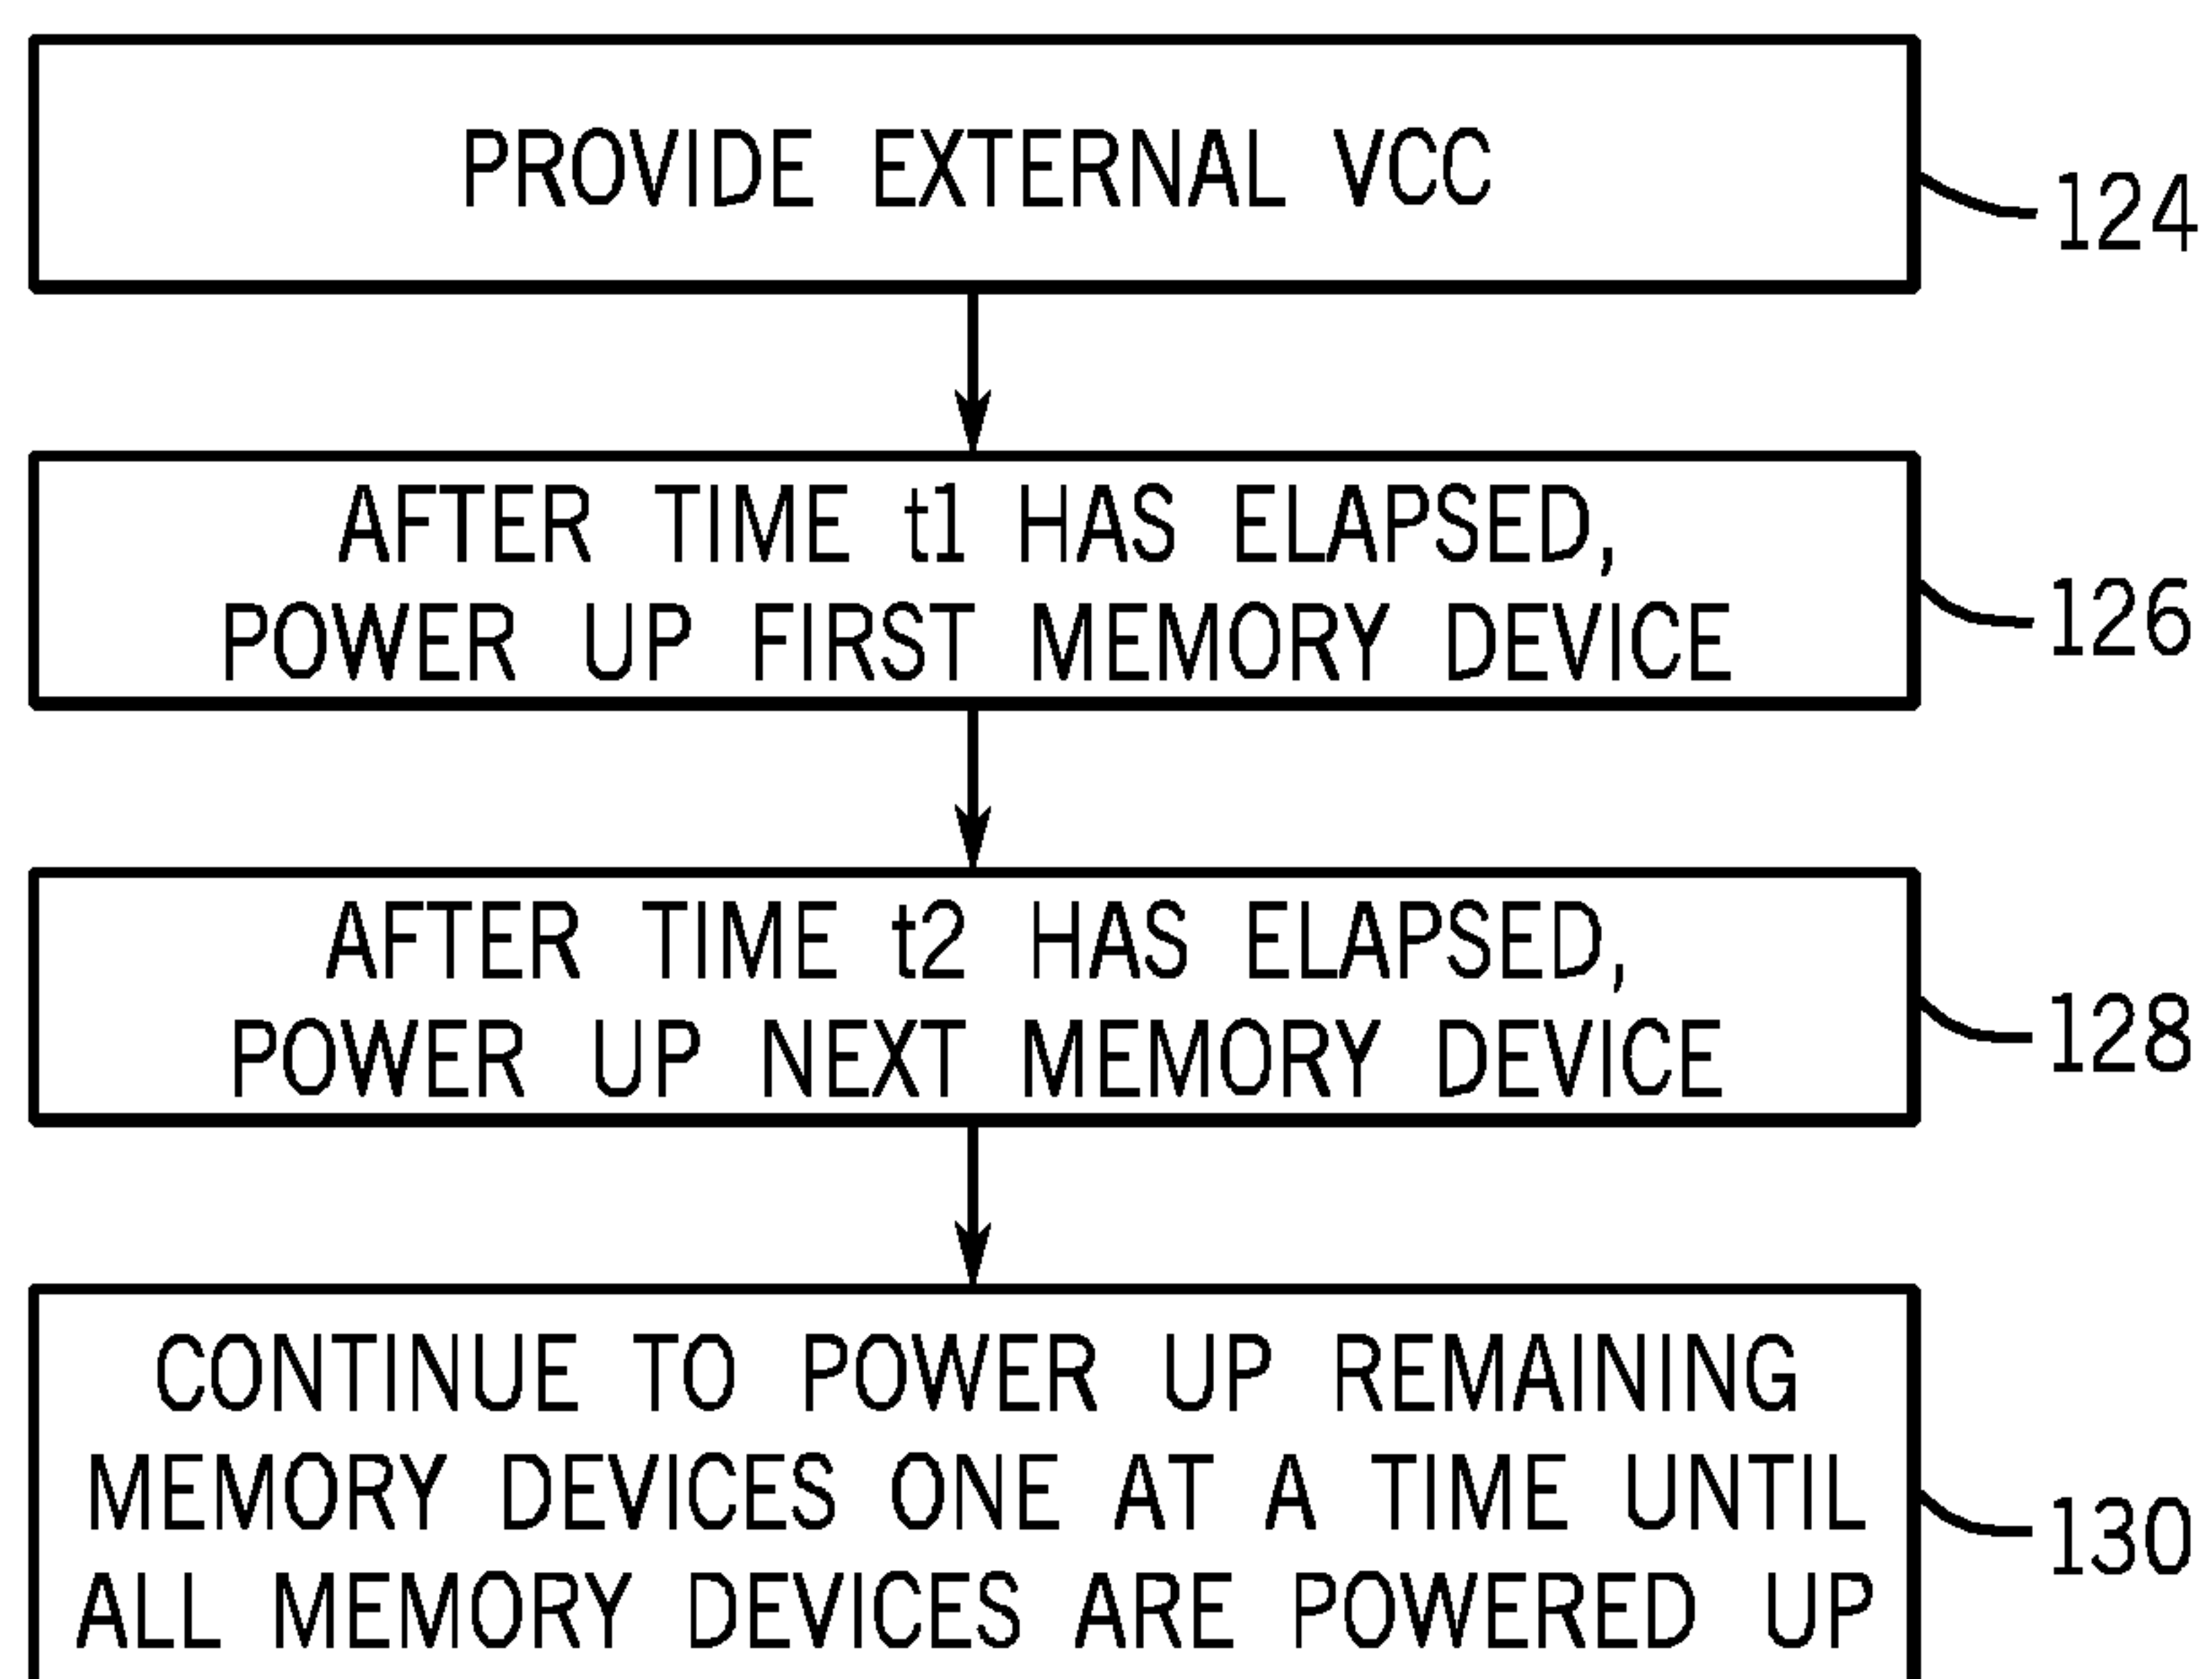 PROVIDE EXTERNAL VCC
124
AFTER TIME t1 HAS ELAPSED,
POWER UP FIRST MEMORY DEVICE
126
AFTER TIME t2 HAS ELAPSED,
POWER UP NEXT MEMORY DEVICE
128
CONTINUE TO POWER UP REMAINING
MEMORY DEVICES ONE AT A TIME UNTIL
ALL MEMORY DEVICES ARE POWERED UP
130